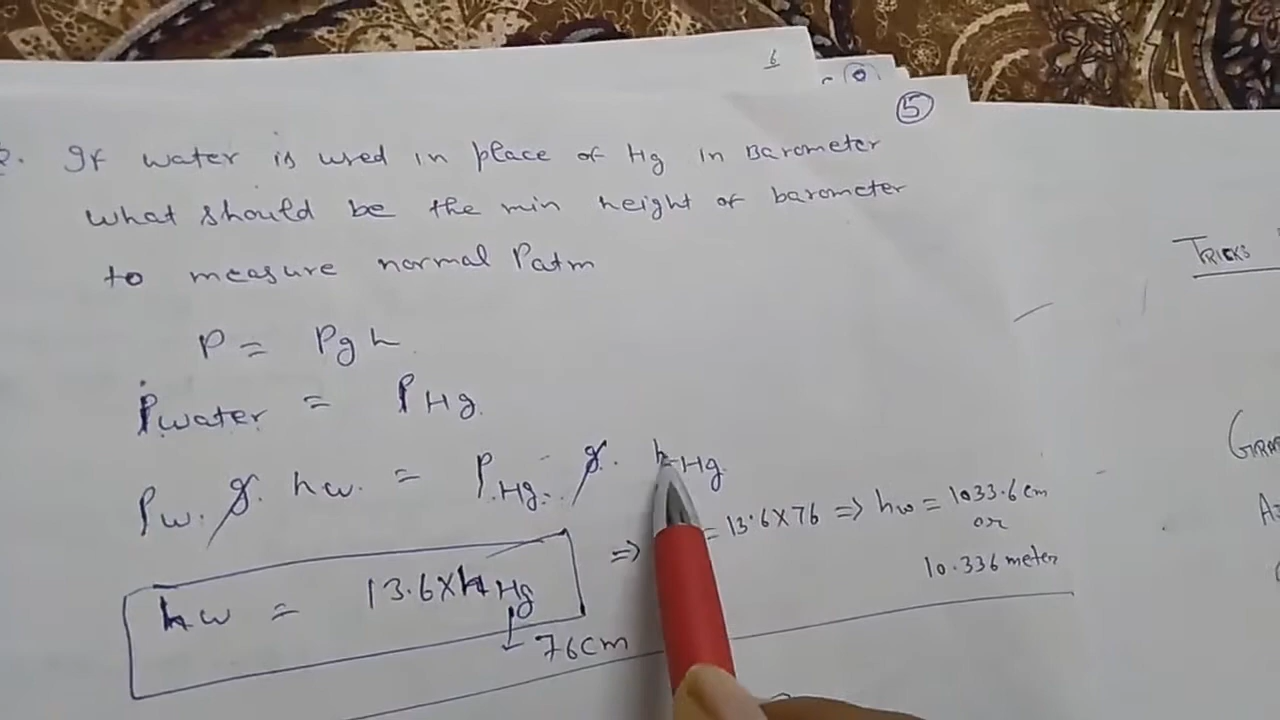 6
5
If water is used in place of Hg in Barometer
what should be the min height of barometer
to measure normal Patm
P = ρgh
Pwater = PHg
ρw. g. hw. = ρHg. g. hHg
hw = 13.6×hHg
↓ 76cm
⇒ = 13.6×76 ⇒ hw = 1033.6 cm
or
10.336 meter
TRICKS